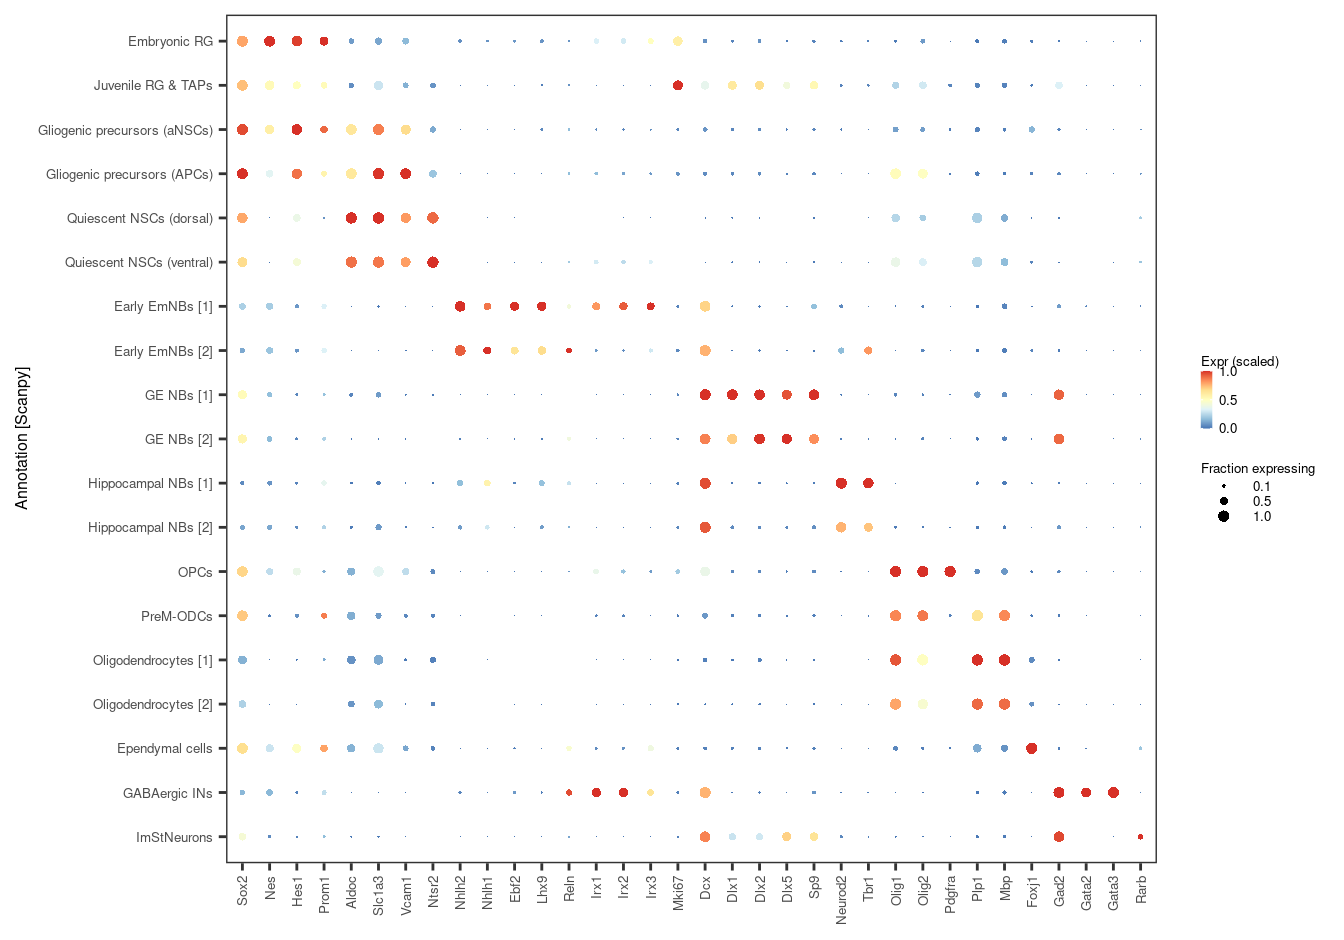 Annotation [Scanpy]
Embryonic RG
Juvenile RG & TAPs
Gliogenic precursors (aNSCs)
Gliogenic precursors (APCs)
Quiescent NSCs (dorsal)
Quiescent NSCs (ventral)
Early EmNBs [1]
Early EmNBs [2]
GE NBs [1]
GE NBs [2]
Hippocampal NBs [1]
Hippocampal NBs [2]
OPCs
PreM-ODCs
Oligodendrocytes [1]
Oligodendrocytes [2]
Ependymal cells
GABAergic INs
ImStNeurons
Sox2
Nes
Hes1
Prom1
Aldoc
Slc1a3
Vcam1
Ntsr2
Nhlh2
Nhlh1
Ebf2
Lhx9
Reln
Irx1
Irx2
Irx3
Mki67
Dcx
Dlx1
Dlx2
Dlx5
Sp9
Neurod2
Tbr1
Olig1
Olig2
Pdgfra
Plp1
Mbp
Foxj1
Gad2
Gata2
Gata3
Rarb
Expr (scaled)
1.0
0.5
0.0
Fraction expressing
0.1
0.5
1.0